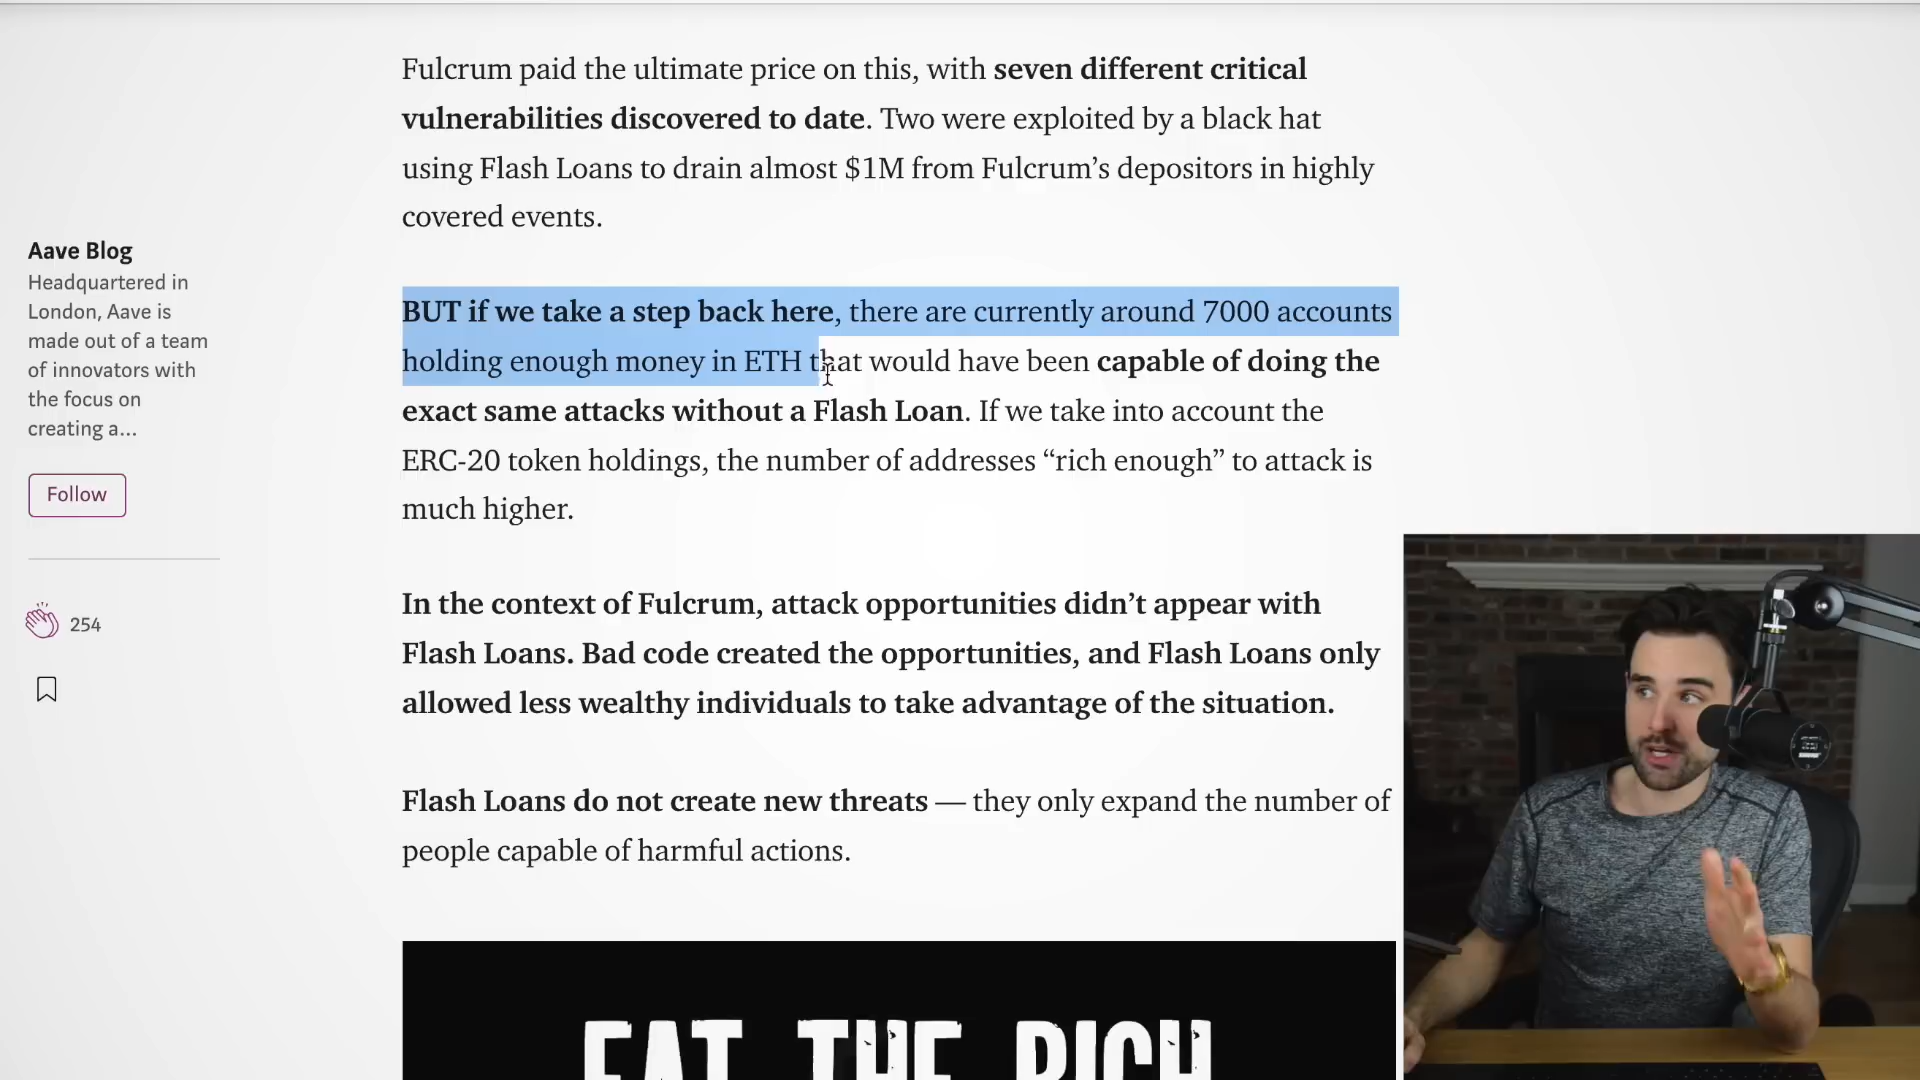 Fulcrum paid the ultimate price on this, with seven different critical
vulnerabilities discovered to date. Two were exploited by a black hat
using Flash Loans to drain almost $1M from Fulcrum’s depositors in highly
covered events.
Aave Blog
Headquartered in
London, Aave is
made out of a team
of innovators with
the focus on
creating a...
Follow
254
BUT if we take a step back here, there are currently around 7000 accounts
holding enough money in ETH that would have been capable of doing the
exact same attacks without a Flash Loan. If we take into account the
ERC-20 token holdings, the number of addresses “rich enough” to attack is
much higher.
In the context of Fulcrum, attack opportunities didn’t appear with
Flash Loans. Bad code created the opportunities, and Flash Loans only
allowed less wealthy individuals to take advantage of the situation.
Flash Loans do not create new threats — they only expand the number of
people capable of harmful actions.
EAT THE RICH